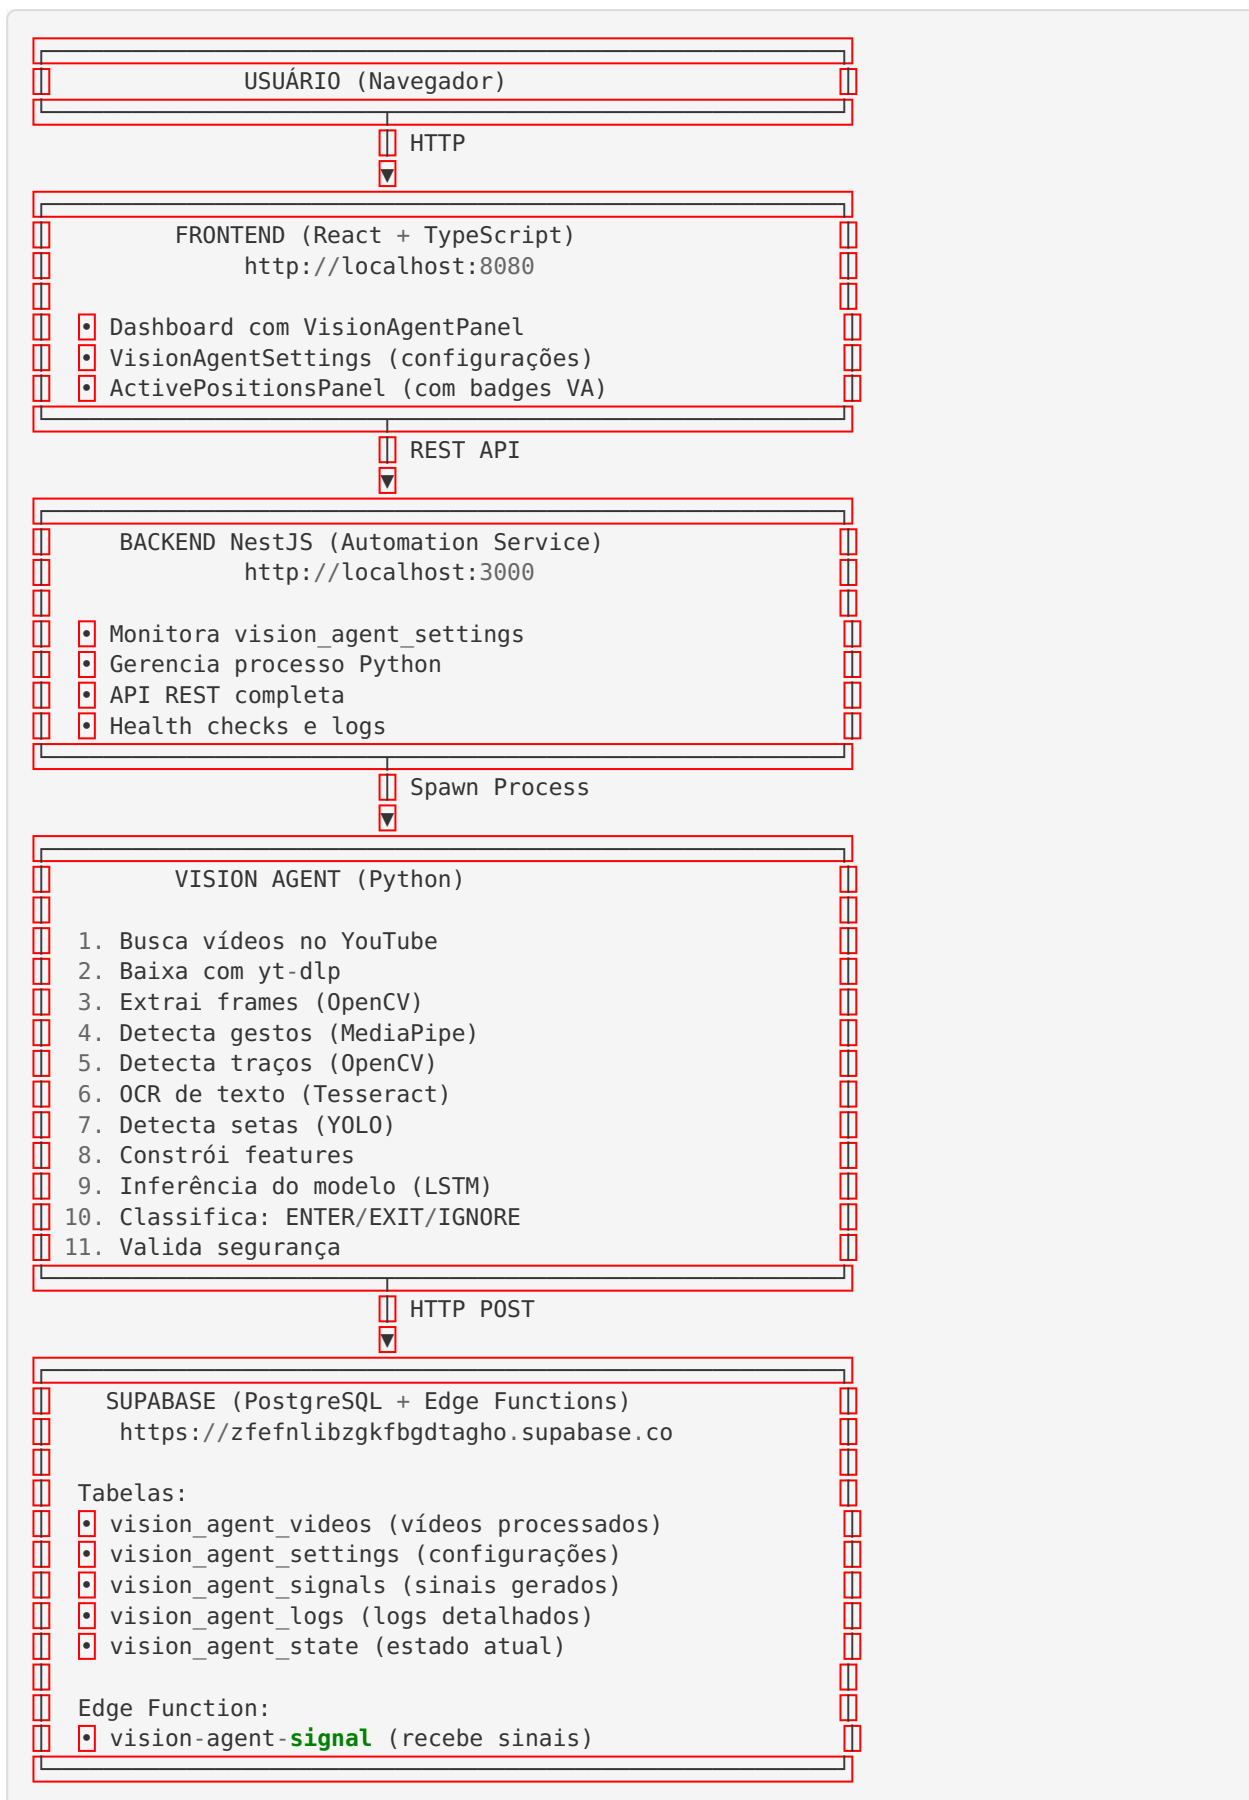 USUÁRIO (Navegador)
HTTP
▼
FRONTEND (React + TypeScript)
http://localhost:8080
• Dashboard com VisionAgentPanel
• VisionAgentSettings (configurações)
• ActivePositionsPanel (com badges VA)
REST API
▼
BACKEND NestJS (Automation Service)
http://localhost:3000
• Monitora vision_agent_settings
• Gerencia processo Python
• API REST completa
• Health checks e logs
Spawn Process
▼
VISION AGENT (Python)
1. Busca vídeos no YouTube
2. Baixa com yt-dlp
3. Extrai frames (OpenCV)
4. Detecta gestos (MediaPipe)
5. Detecta traços (OpenCV)
6. OCR de texto (Tesseract)
7. Detecta setas (YOLO)
8. Constrói features
9. Inferência do modelo (LSTM)
10. Classifica: ENTER/EXIT/IGNORE
11. Valida segurança
HTTP POST
▼
SUPABASE (PostgreSQL + Edge Functions)
https://zfefnlibzgkfbgdtagho.supabase.co
Tabelas:
• vision_agent_videos (vídeos processados)
• vision_agent_settings (configurações)
• vision_agent_signals (sinais gerados)
• vision_agent_logs (logs detalhados)
• vision_agent_state (estado atual)
Edge Function:
• vision-agent-signal (recebe sinais)